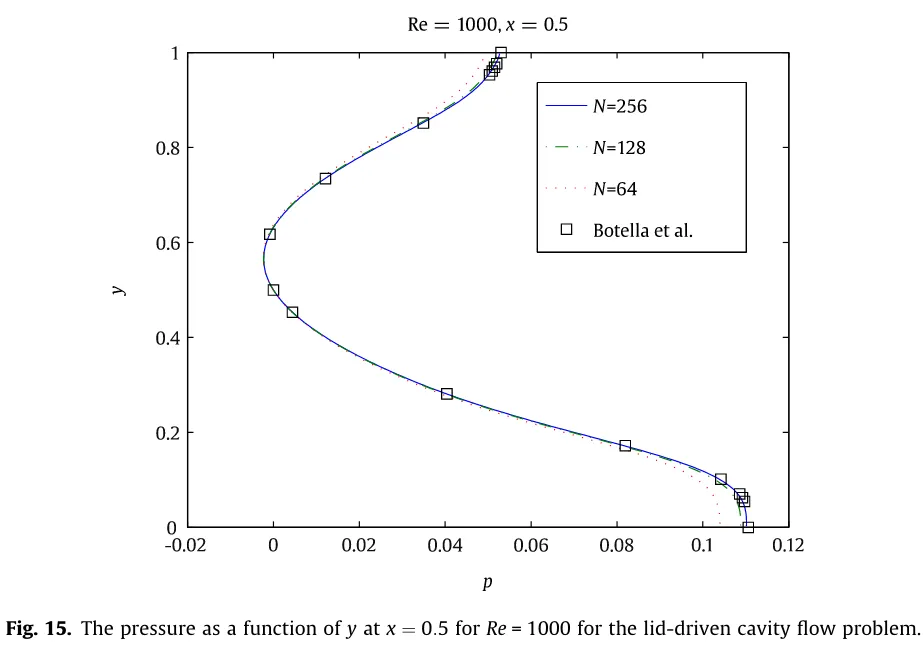 Re = 1000, x = 0.5
1
0.8
0.6
0.4
0.2
0
y
-0.02 0 0.02 0.04 0.06 0.08 0.1 0.12
p
N=256
N=128
N=64
Botella et al.
Fig. 15. The pressure as a function of y at x = 0.5 for Re = 1000 for the lid-driven cavity flow problem.